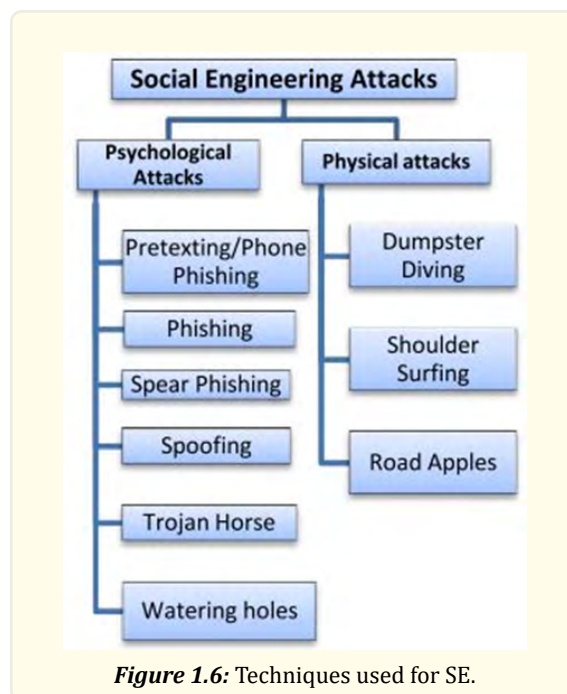 Social Engineering Attacks
Psychological
Attacks
Pretexting/Phone
Phishing
Phishing
Spear Phishing
Spoofing
Trojan Horse
Watering holes
Physical attacks
Dumpster
Diving
Shoulder
Surfing
Road Apples
Figure 1.6: Techniques used for SE.